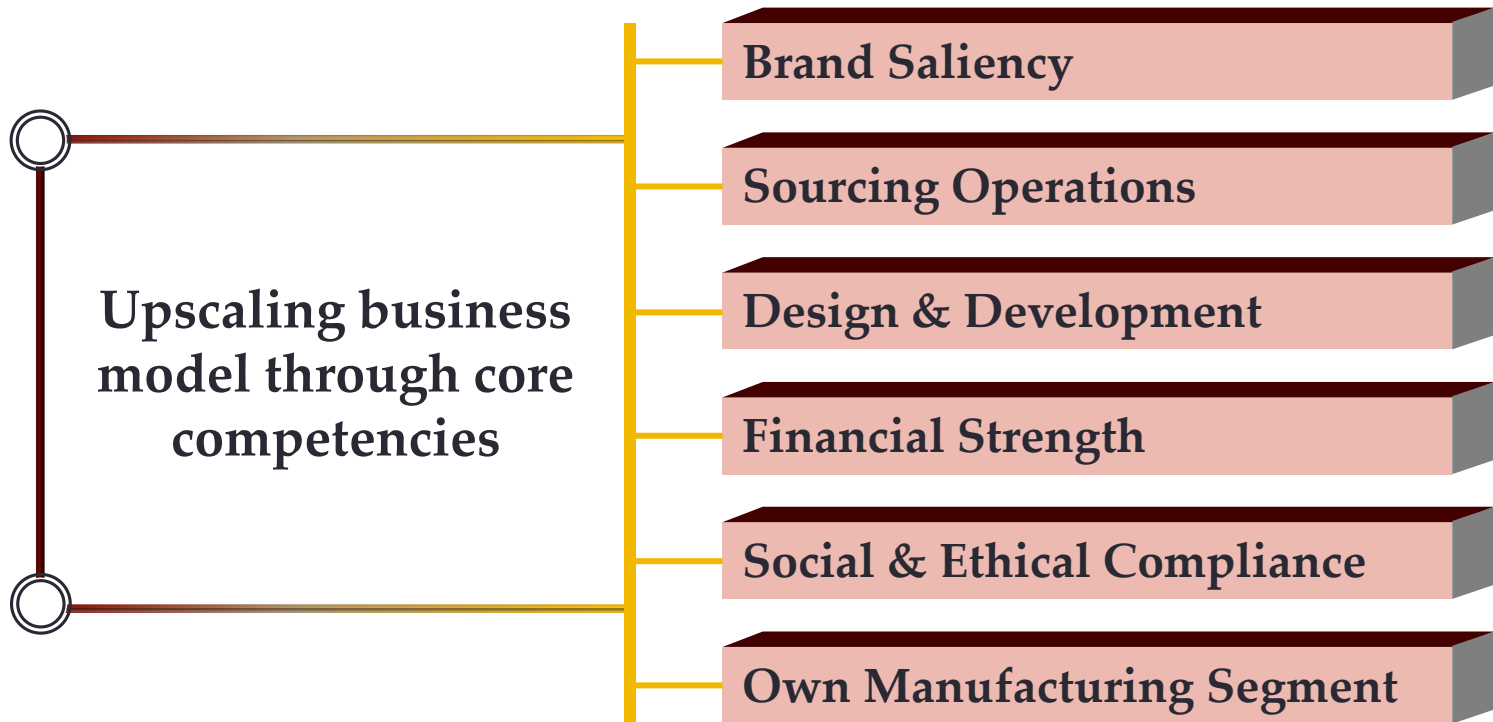 Upscaling business
model through core
competencies
Brand Saliency
Sourcing Operations
Design & Development
Financial Strength
Social & Ethical Compliance
Own Manufacturing Segment